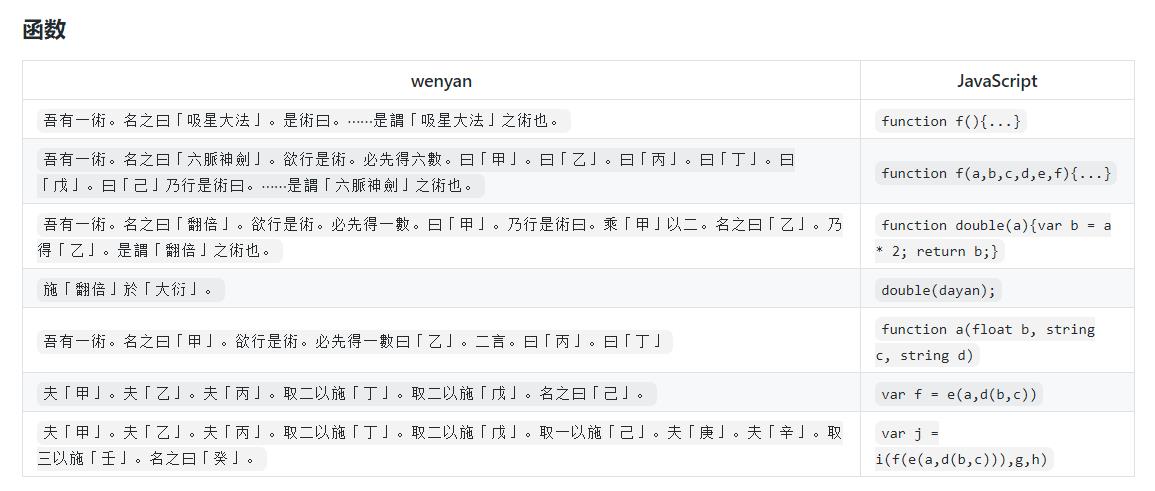 函数
wenyan JavaScript
吾有一術。名之曰「吸星大法」。是術曰。……是謂「吸星大法」之術也。 function f(){...}
吾有一術。名之曰「六脈神劍」。欲行是術。必先得六數。曰「甲」。曰「乙」。曰「丙」。曰「丁」。曰
「戊」。曰「己」乃行是術曰。……是謂「六脈神劍」之術也。
function f(a,b,c,d,e,f){...}
吾有一術。名之曰「翻倍」。欲行是術。必先得一數。曰「甲」。乃行是術曰。乘「甲」以二。名之曰「乙」。乃
得「乙」。是謂「翻倍」之術也。
function double(a){var b = a
* 2; return b;}
施「翻倍」於「大衍」。 double(dayan);
吾有一術。名之曰「甲」。欲行是術。必先得一數曰「乙」。二言。曰「丙」。曰「丁」
function a(float b, string
c, string d)
夫「甲」。夫「乙」。夫「丙」。取二以施「丁」。取二以施「戊」。名之曰「己」。 var f = e(a,d(b,c))
夫「甲」。夫「乙」。夫「丙」。取二以施「丁」。取二以施「戊」。取一以施「己」。夫「庚」。夫「辛」。取
三以施「壬」。名之曰「癸」。
var j =
i(f(e(a,d(b,c))),g,h)